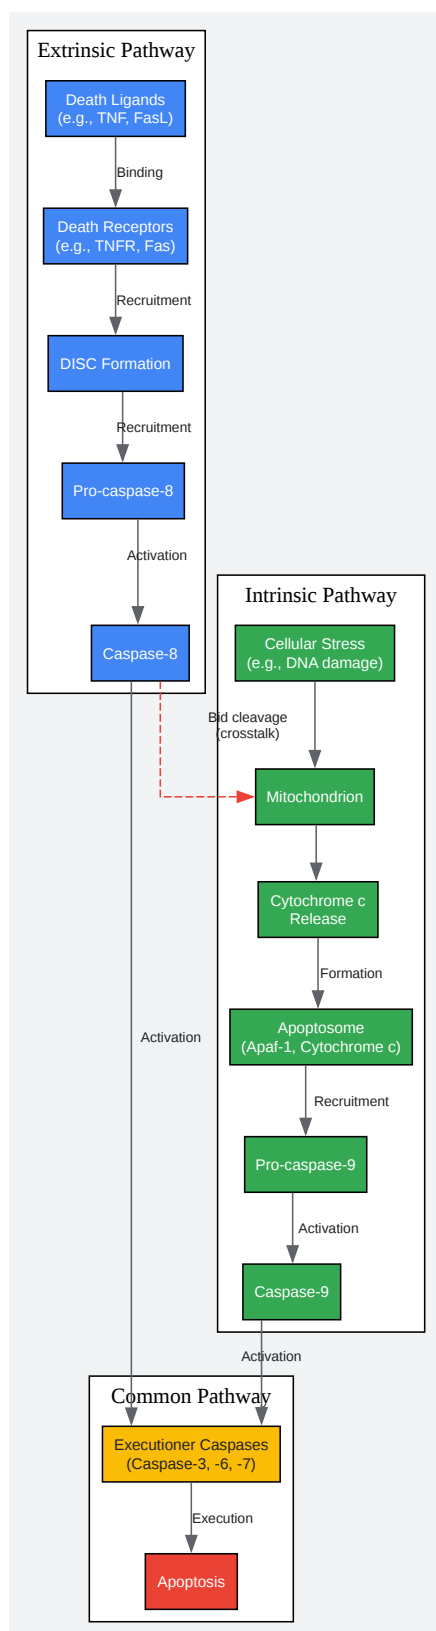 Extrinsic Pathway
Death Ligands
(e.g., TNF, FasL)
Binding
Death Receptors
(e.g., TNFR, Fas)
Recruitment
DISC Formation
Recruitment
Pro-caspase-8
Activation
Caspase-8
Intrinsic Pathway
Cellular Stress
(e.g., DNA damage)
Bid cleavage
(crosstalk)
Mitochondrion
Cytochrome c
Release
Formation
Apoptosome
(Apaf-1, Cytochrome c)
Activation
Recruitment
Pro-caspase-9
Activation
Caspase-9
Activation
Common Pathway
Executioner Caspases
(Caspase-3, -6, -7)
Execution
Apoptosis